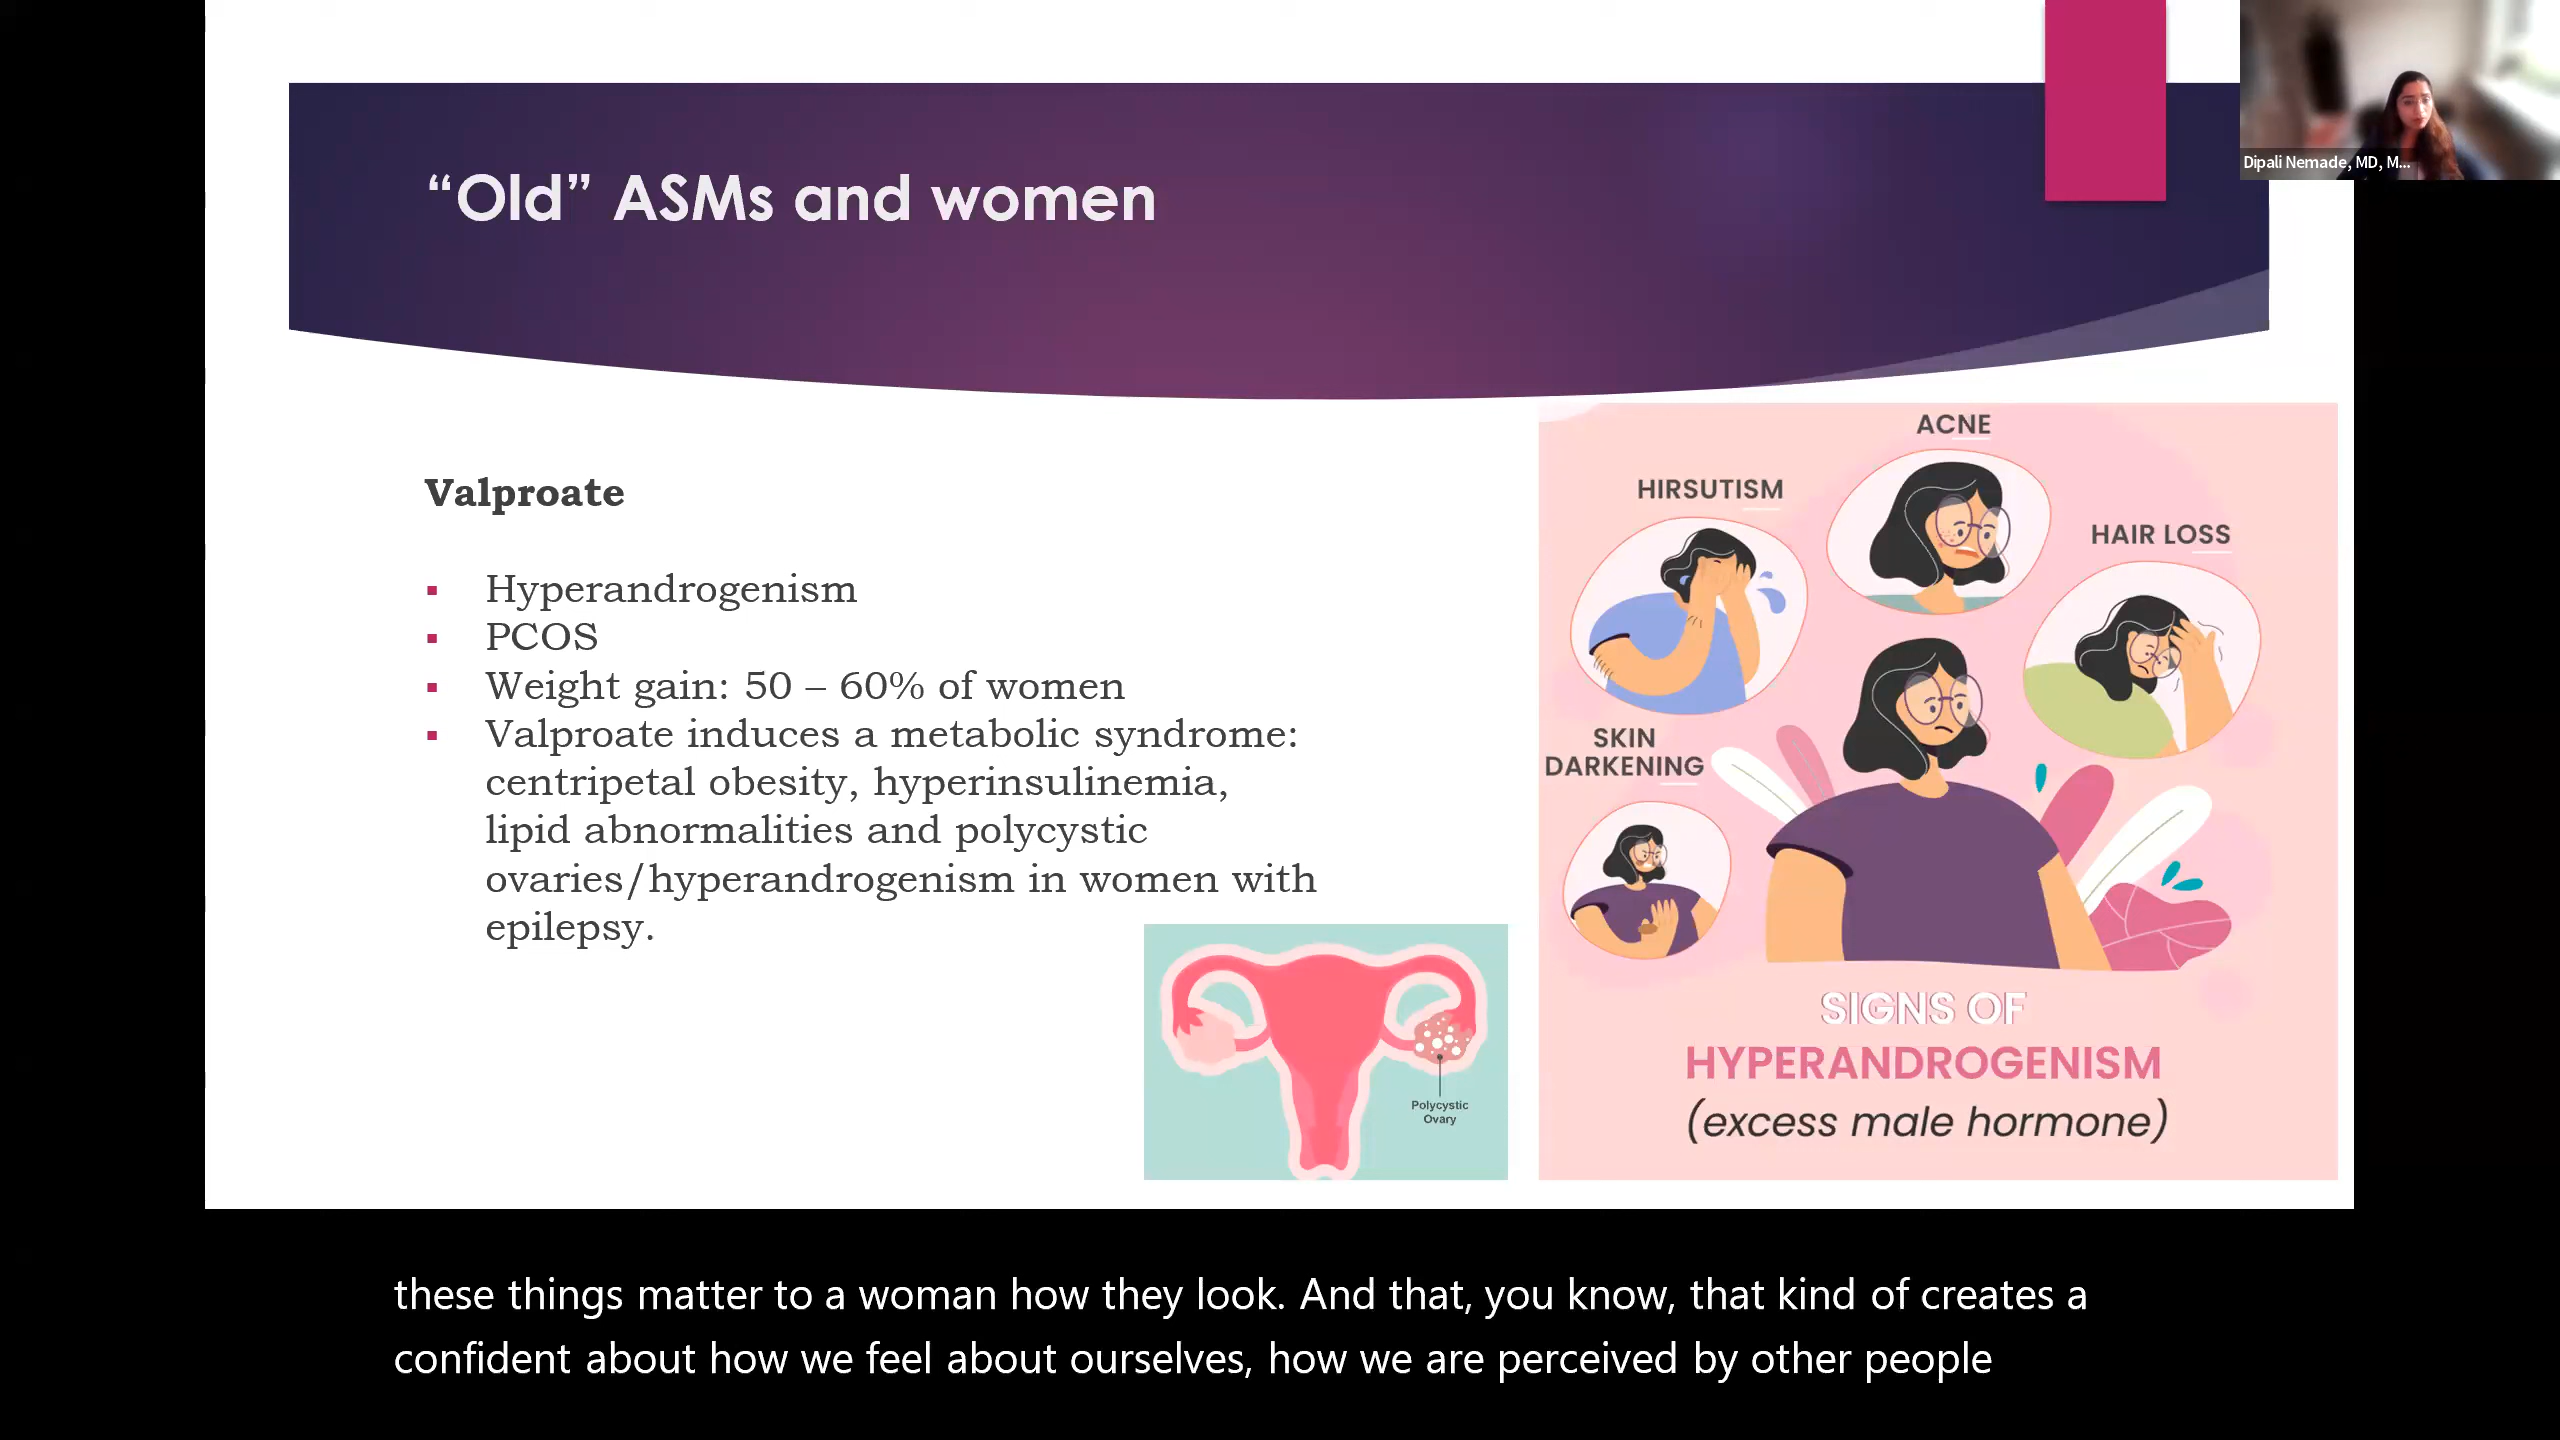 Dipali Nemade, MD, M...
“Old” ASMs and women
Valproate
▪ Hyperandrogenism
▪ PCOS
▪ Weight gain: 50 – 60% of women
▪ Valproate induces a metabolic syndrome:
centripetal obesity, hyperinsulinemia,
lipid abnormalities and polycystic
ovaries/hyperandrogenism in women with
epilepsy.
Polycystic
Ovary
ACNE
HIRSUTISM
HAIR LOSS
SKIN
DARKENING
SIGNS OF
HYPERANDROGENISM
(excess male hormone)
these things matter to a woman how they look. And that, you know, that kind of creates a
confident about how we feel about ourselves, how we are perceived by other people